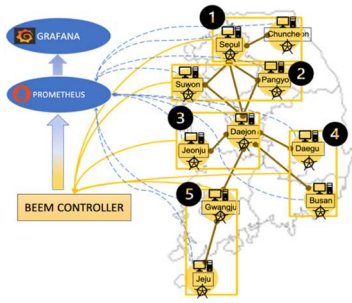 1
GRAFANA
Seoul
Chuncheon
2
Suwon
Pangyo
PROMETHEUS
3
Daejon
4
Jeonju
Daegu
5
BEEM CONTROLLER
Gwangju
Busan
Jeju